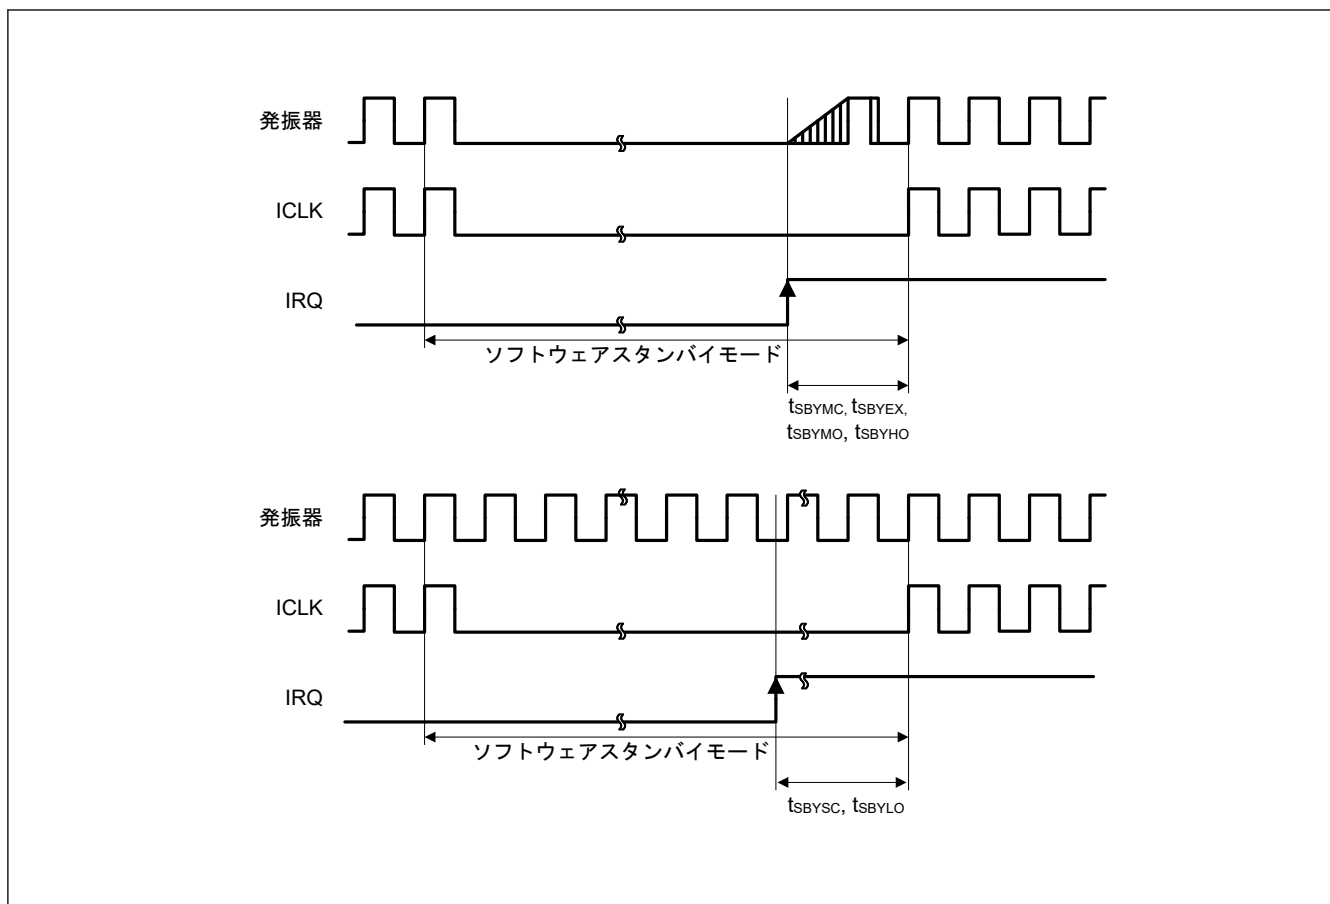 発振器
ICLK
IRQ
ソフトウェアスタンバイモード
tSBYMC, tSBYEX,
tSBYMO, tSBYHO
発振器
ICLK
IRQ
ソフトウェアスタンバイモード
tSBYSC, tSBYLO